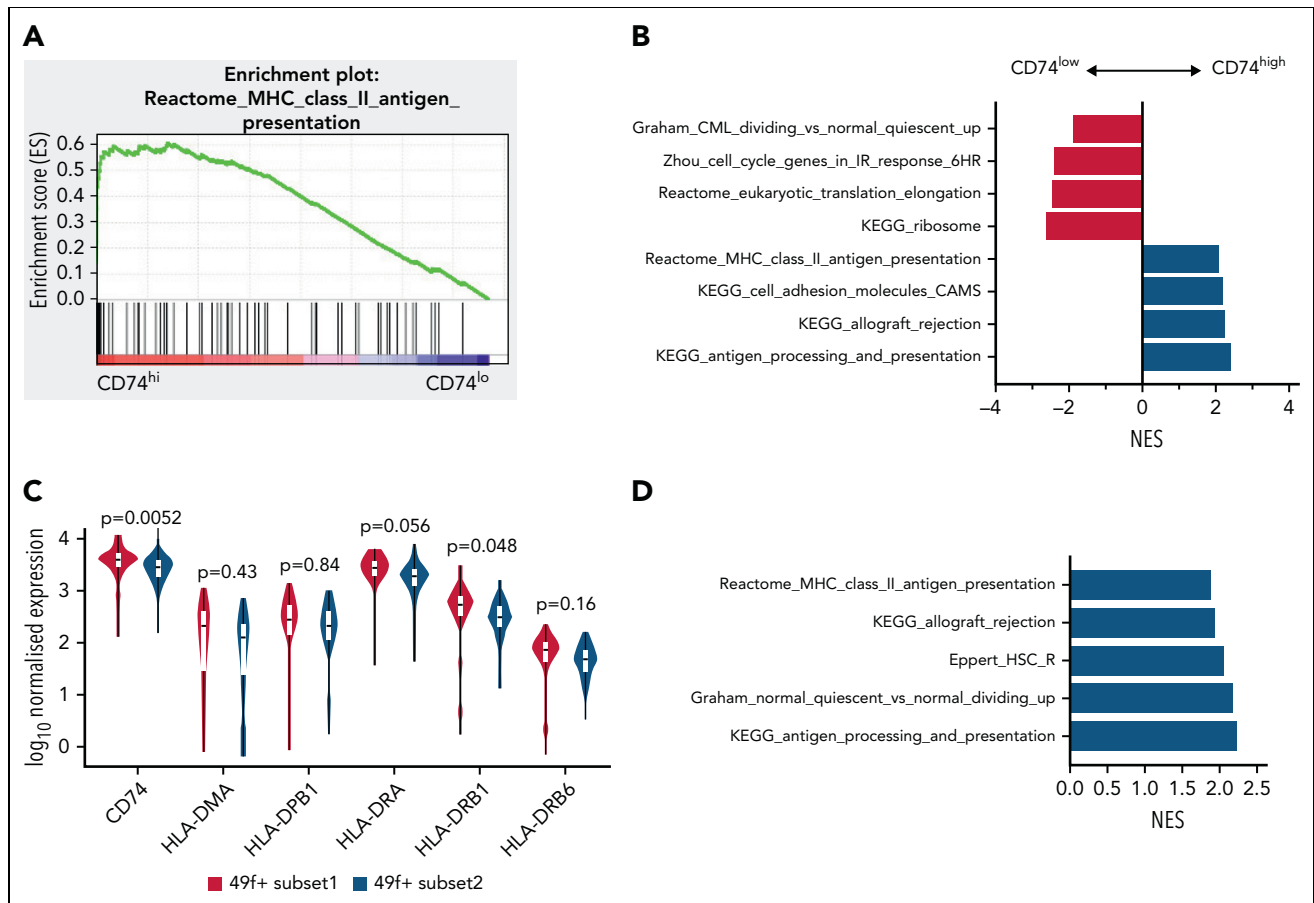 A
Enrichment plot:
Reactome_MHC_class_II_antigen_
presentation
Enrichment score (ES)
0.6
0.5
0.4
0.3
0.2
0.1
0.0
CD74hi
CD74lo
B
CD74low
CD74high
Graham_CML_dividing_vs_normal_quiescent_up
Zhou_cell_cycle_genes_in_IR_response_6HR
Reactome_eukaryotic_translation_elongation
KEGG_ribosome
Reactome_MHC_class_II_antigen_presentation
KEGG_cell_adhesion_molecules_CAMS
KEGG_allograft_rejection
KEGG_antigen_processing_and_presentation
–4 –2 0 2 4
NES
C
log10 normalised expression
4
3
2
1
0
p=0.0052
p=0.43
p=0.84
p=0.056
p=0.048
p=0.16
CD74
HLA-DMA
HLA-DPB1
HLA-DRA
HLA-DRB1
HLA-DRB6
49f+ subset1
49f+ subset2
D
Reactome_MHC_class_II_antigen_presentation
KEGG_allograft_rejection
Eppert_HSC_R
Graham_normal_quiescent_vs_normal_dividing_up
KEGG_antigen_processing_and_presentation
0.0 0.5 1.0 1.5 2.0 2.5
NES